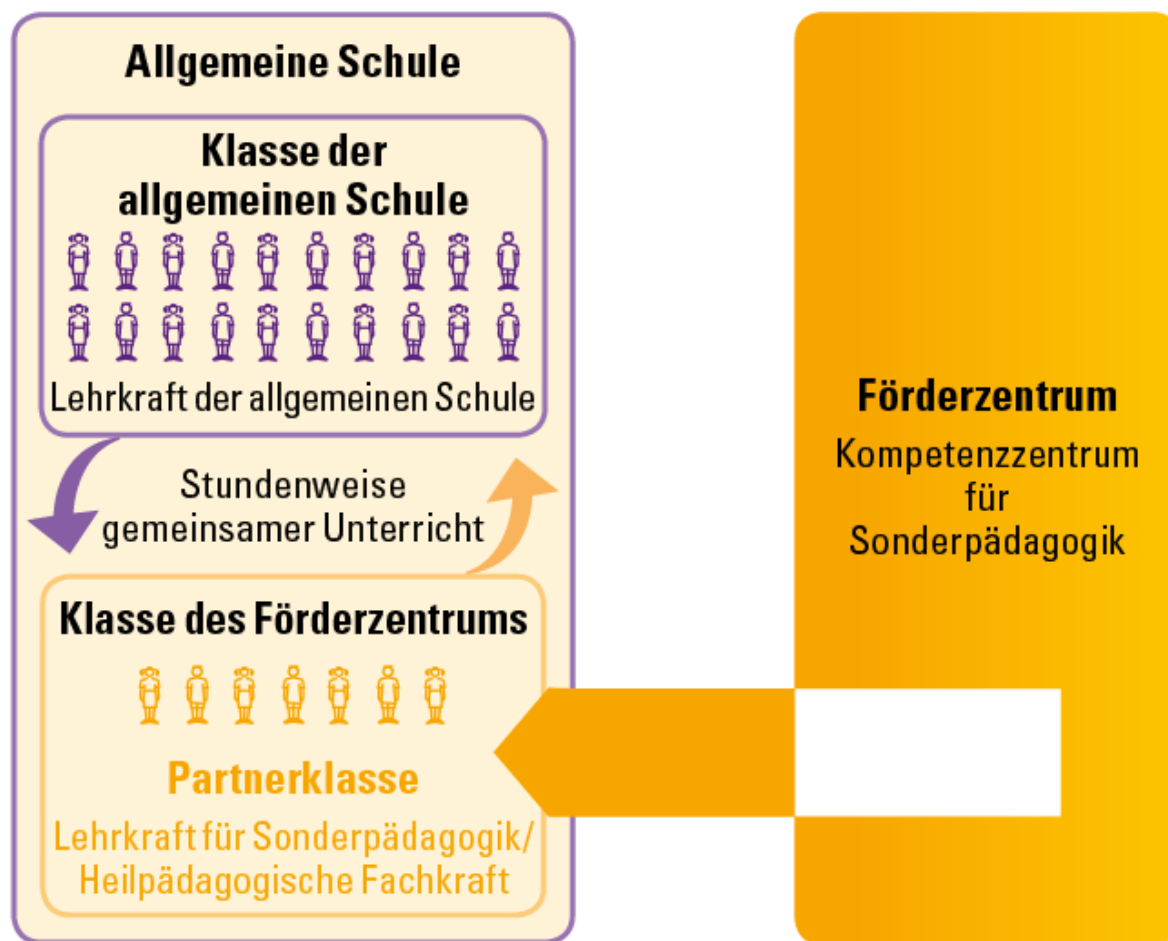 Allgemeine Schule
Klasse der
allgemeinen Schule
Lehrkraft der allgemeinen Schule
Stundenweise
gemeinsamer Unterricht
Klasse des Förderzentrums
Partnerklasse
Lehrkraft für Sonderpädagogik/
Heilpädagogische Fachkraft
Förderzentrum
Kompetenzzentrum
für
Sonderpädagogik